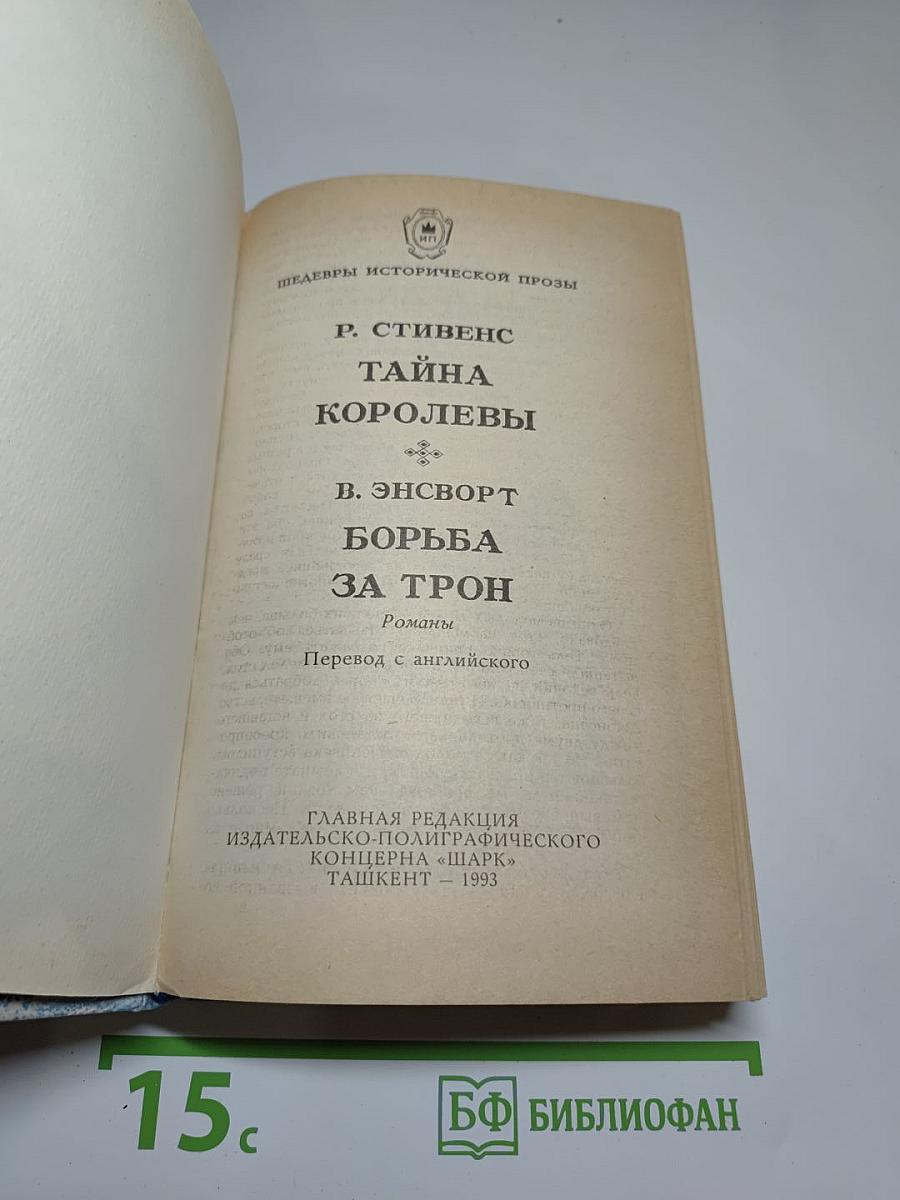 ИП
ШЕДЕВРЫ ИСТОРИЧЕСКОЙ ПРОЗЫ
Р. СТИВЕНС
ТАЙНА
КОРОЛЕВЫ
В. ЭНСВОРТ
БОРЬБА
ЗА ТРОН
Романы
Перевод с английского
ГЛАВНАЯ РЕДАКЦИЯ
ИЗДАТЕЛЬСКО-ПОЛИГРАФИЧЕСКОГО
КОНЦЕРНА «ШАРК»
ТАШКЕНТ — 1993
15 с
БФ БИБЛИОФАН